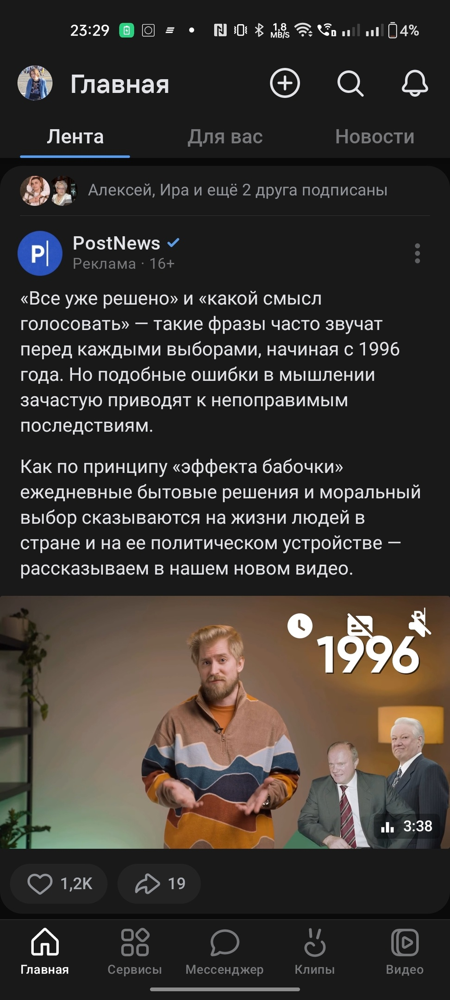 23:29 1,8 MB/S 4%
Главная
Лента Для вас Новости
Алексей, Ира и ещё 2 друга подписаны
P|
PostNews
Реклама · 16+
«Все уже решено» и «какой смысл
голосовать» — такие фразы часто звучат
перед каждыми выборами, начиная с 1996
года. Но подобные ошибки в мышлении
зачастую приводят к непоправимым
последствиям.
Как по принципу «эффекта бабочки»
ежедневные бытовые решения и моральный
выбор сказываются на жизни людей в
стране и на ее политическом устройстве —
рассказываем в нашем новом видео.
P|
1996
3:38
1,2K 19
Главная Сервисы Мессенджер Клипы Видео